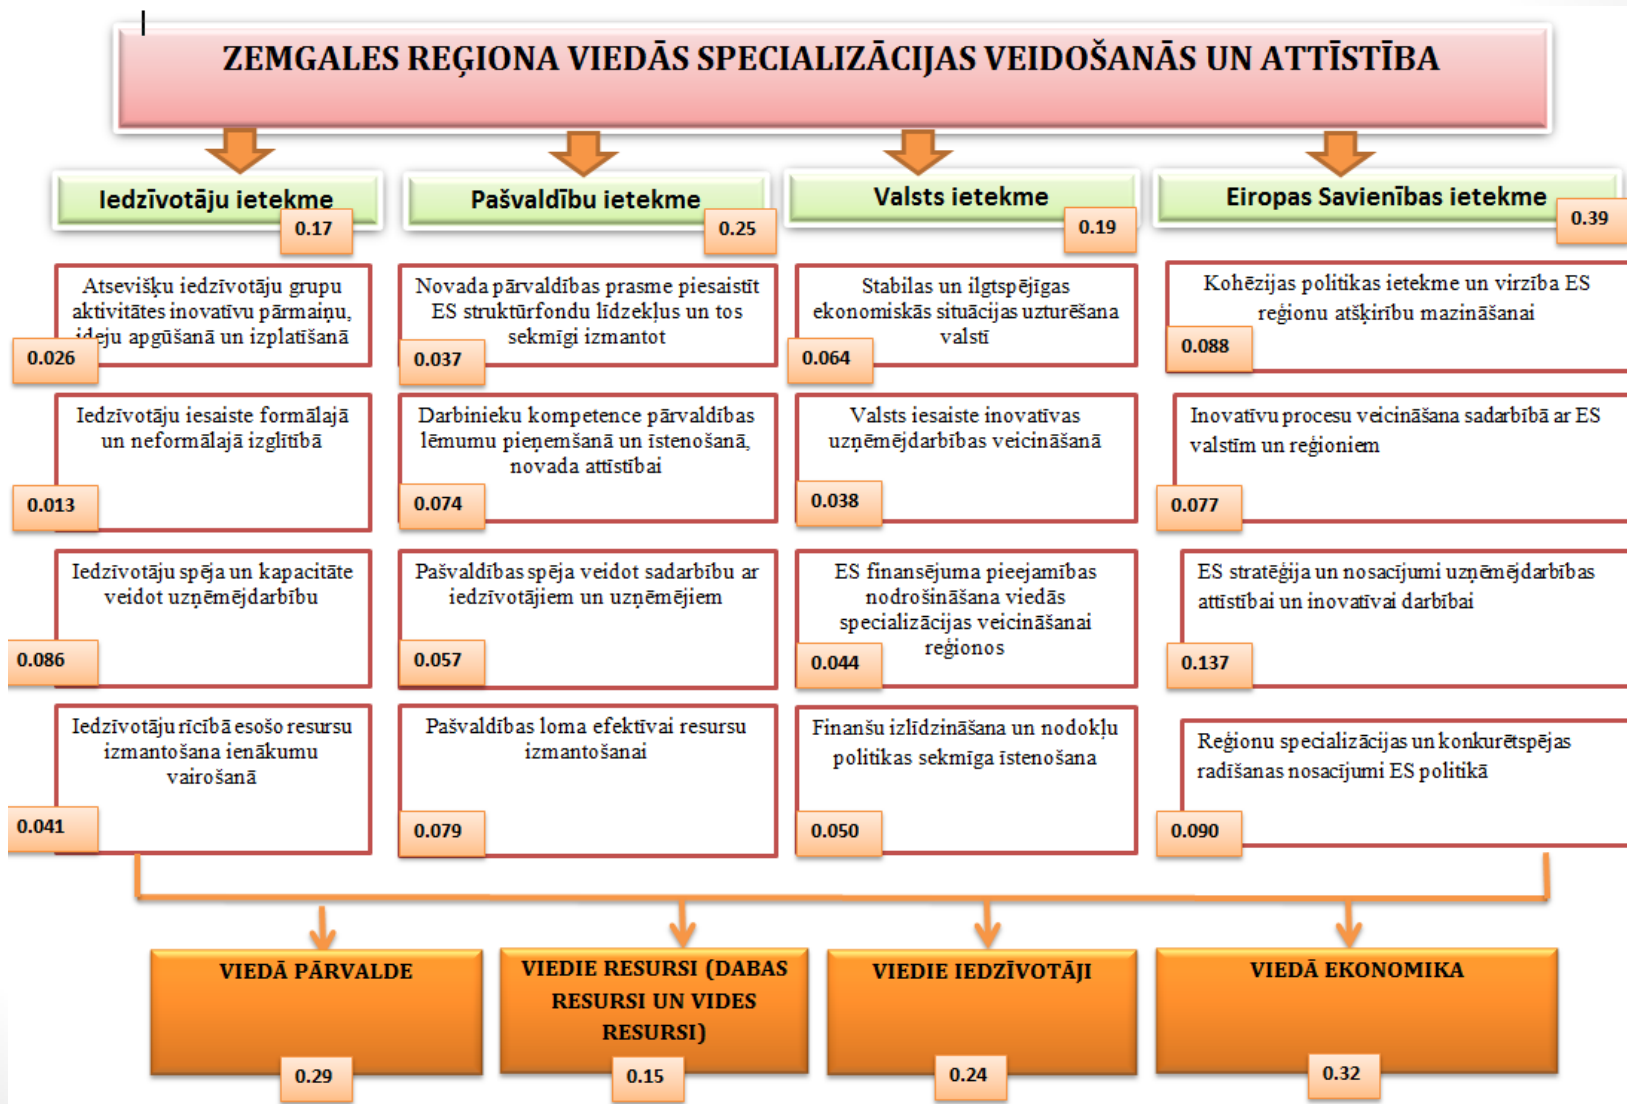 ZEMGALES REĢIONA VIEDĀS SPECIALIZĀCIJAS VEIDOŠANĀS UN ATTĪSTĪBA
Iedzīvotāju ietekme
0.17
Pašvaldību ietekme
0.25
Valsts ietekme
0.19
Eiropas Savienības ietekme
0.39
Atsevišķu iedzīvotāju grupu
aktivitātes inovatīvu pārmaiņu,
ideju apgūšanā un izplatīšanā
0.026
Novada pārvaldības prasme piesaistīt
ES struktūrfondu līdzekļus un tos
sekmīgi izmantot
0.037
Stabilas un ilgtspējīgas
ekonomiskās situācijas uzturēšana
valstī
0.064
Kohēzijas politikas ietekme un virzība ES
reģionu atšķirību mazināšanai
0.088
Iedzīvotāju iesaiste formālajā
un neformālajā izglītībā
0.013
Darbinieku kompetence pārvaldības
lēmumu pieņemšanā un īstenošanā,
novada attīstībai
0.074
Valsts iesaiste inovatīvas
uzņēmējdarbības veicināšanā
0.038
Inovatīvu procesu veicināšana sadarbībā ar ES
valstīm un reģioniem
0.077
Iedzīvotāju spēja un kapacitāte
veidot uzņēmējdarbību
0.086
Pašvaldības spēja veidot sadarbību ar
iedzīvotājiem un uzņēmējiem
0.057
ES finansējuma pieejamības
nodrošināšana viedās
specializācijas veicināšanai
reģionos
0.044
ES stratēģija un nosacījumi uzņēmējdarbības
attīstībai un inovatīvai darbībai
0.137
Iedzīvotāju rīcībā esošo resursu
izmantošana ienākumu
vairošanā
0.041
Pašvaldības loma efektīvai resursu
izmantošanai
0.079
Finanšu izlīdzināšana un nodokļu
politikas sekmīga īstenošana
0.050
Reģionu specializācijas un konkurētspējas
radīšanas nosacījumi ES politikā
0.090
VIEDĀ PĀRVALDE
0.29
VIEDIE RESURSI (DABAS
RESURSI UN VIDES
RESURSI)
0.15
VIEDIE IEDZĪVOTĀJI
0.24
VIEDĀ EKONOMIKA
0.32